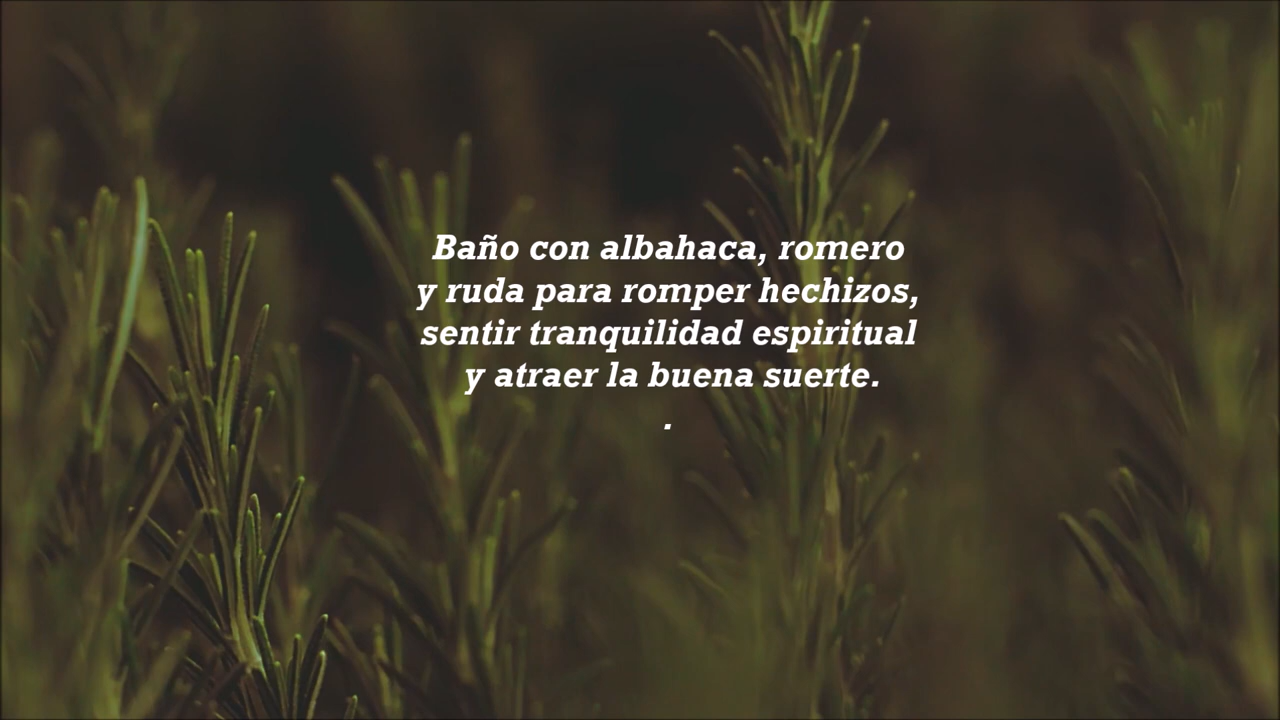 Baño con albahaca, romero
y ruda para romper hechizos,
sentir tranquilidad espiritual
y atraer la buena suerte.
.